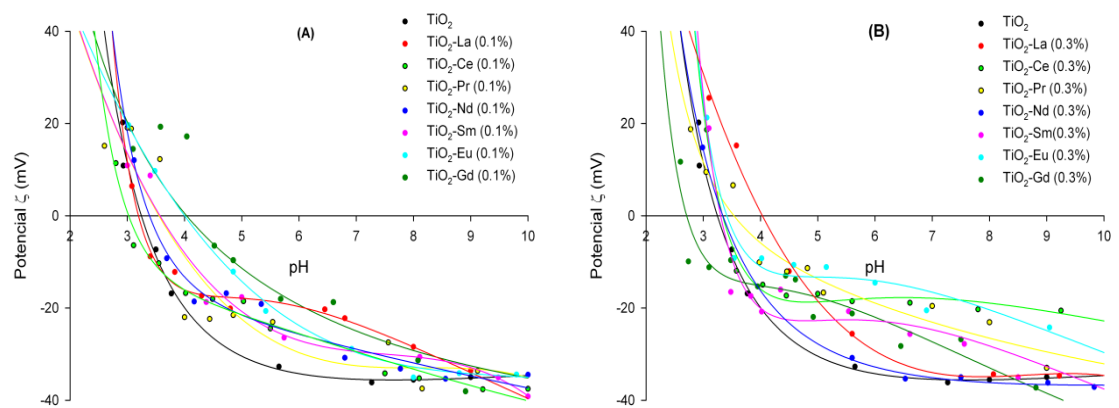 (A)
TiO2
TiO2-La (0.1%)
TiO2-Ce (0.1%)
TiO2-Pr (0.1%)
TiO2-Nd (0.1%)
TiO2-Sm (0.1%)
TiO2-Eu (0.1%)
TiO2-Gd (0.1%)
Potencial ζ (mV)
40
20
0
-20
-40
2 3 4 5 6 7 8 9 10
pH
(B)
TiO2
TiO2-La (0.3%)
TiO2-Ce (0.3%)
TiO2-Pr (0.3%)
TiO2-Nd (0.3%)
TiO2-Sm(0.3%)
TiO2-Eu (0.3%)
TiO2-Gd (0.3%)
Potencial ζ (mV)
40
20
0
-20
-40
2 3 4 5 6 7 8 9 10
pH